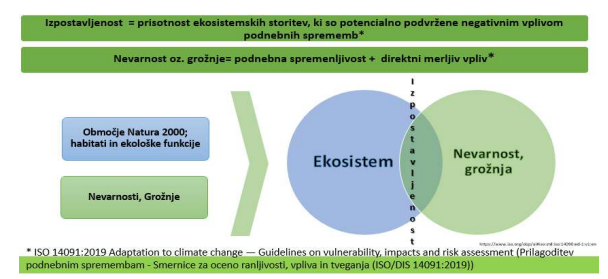 Izpostavljenost = prisotnost ekosistemskih storitev, ki so potencialno podvržene negativnim vplivom
podnebnih sprememb*
Nevarnost oz. grožnje= podnebna spremenljivost + direktni merljiv vpliv*
Območje Natura 2000;
habitati in ekološke funkcije
Nevarnosti, Grožnje
Ekosistem
Izpostavljenost
Nevarnost,
grožnja
* ISO 14091:2019 Adaptation to climate change — Guidelines on vulnerability, impacts and risk assessment (Prilagoditev
podnebnim spremembam - Smernice za oceno ranljivosti, vpliva in tveganja (ISO/DIS 14091:2019))